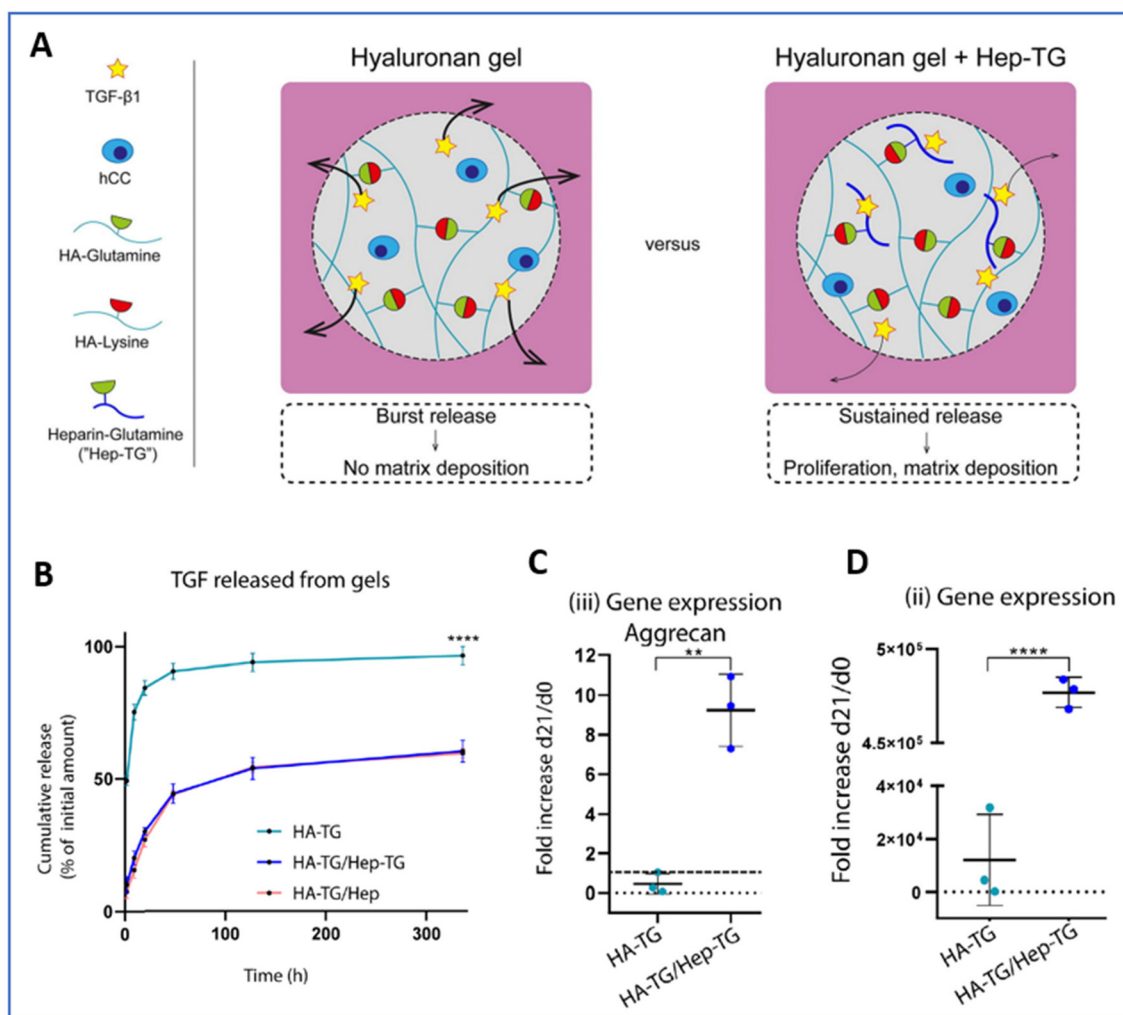 A
TGF-β1
hCC
HA-Glutamine
HA-Lysine
Heparin-Glutamine
("Hep-TG")
Hyaluronan gel
Burst release
No matrix deposition
versus
Hyaluronan gel + Hep-TG
Sustained release
Proliferation, matrix deposition
B
TGF released from gels
Cumulative release
(% of initial amount)
100
50
0
****
HA-TG
HA-TG/Hep-TG
HA-TG/Hep
0
100
200
300
Time (h)
C
(iii) Gene expression
Aggrecan
**
Fold increase d21/d0
12
10
8
6
4
2
0
HA-TG
HA-TG/Hep-TG
D
(ii) Gene expression
****
Fold increase d21/d0
5×10⁵
4.5×10⁵
4×10⁴
2×10⁴
0
HA-TG
HA-TG/Hep-TG